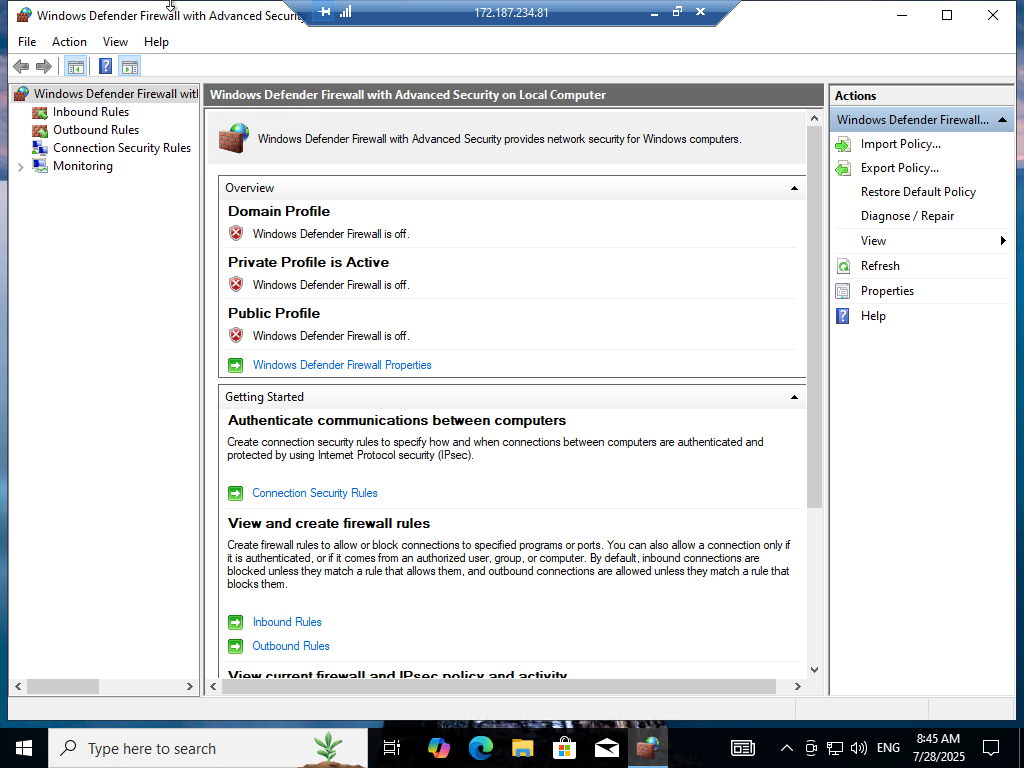 Windows Defender Firewall with Advanced Securit
172.187.234.81
File Action View Help
Windows Defender Firewall wit
Inbound Rules
Outbound Rules
Connection Security Rules
Monitoring
Windows Defender Firewall with Advanced Security on Local Computer
Windows Defender Firewall with Advanced Security provides network security for Windows computers.
Overview
Domain Profile
Windows Defender Firewall is off.
Private Profile is Active
Windows Defender Firewall is off.
Public Profile
Windows Defender Firewall is off.
Windows Defender Firewall Properties
Getting Started
Authenticate communications between computers
Create connection security rules to specify how and when connections between computers are authenticated and
protected by using Internet Protocol security (IPsec).
Connection Security Rules
View and create firewall rules
Create firewall rules to allow or block connections to specified programs or ports. You can also allow a connection only if
it is authenticated, or if it comes from an authorized user, group, or computer. By default, inbound connections are
blocked unless they match a rule that allows them, and outbound connections are allowed unless they match a rule that
blocks them.
Inbound Rules
Outbound Rules
View current firewall and IPsec policy and activity
Actions
Windows Defender Firewall...
Import Policy...
Export Policy...
Restore Default Policy
Diagnose / Repair
View
Refresh
Properties
Help
Type here to search
ENG
8:45 AM
7/28/2025